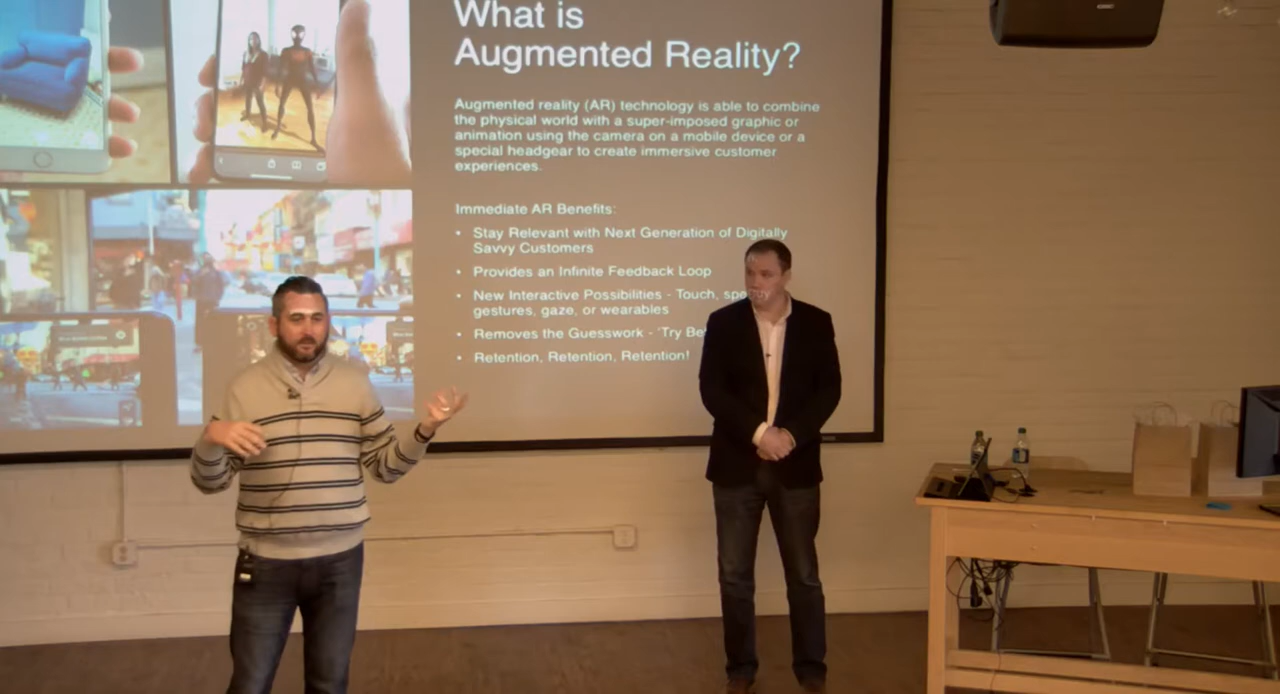 What is
Augmented Reality?
Augmented reality (AR) technology is able to combine
the physical world with a super-imposed graphic or
animation using the camera on a mobile device or a
special headgear to create immersive customer
experiences.
Immediate AR Benefits:
• Stay Relevant with Next Generation of Digitally
Savvy Customers
• Provides an Infinite Feedback Loop
• New Interactive Possibilities - Touch,
gestures, gaze, or wearables
• Removes the Guesswork - 'Try
• Retention, Retention, Retention!